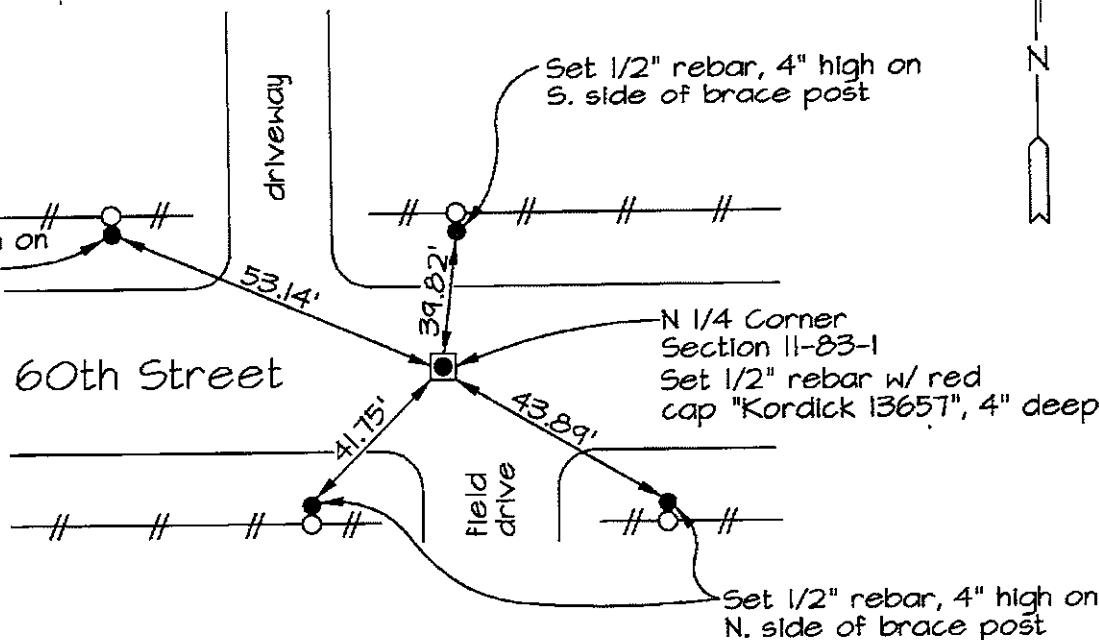 N
Set 1/2" rebar, 4" high on
S. side of brace post
driveway
on
53.14'
39.82'
N 1/4 Corner
Section 11-83-1
Set 1/2" rebar w/ red
cap "Kordick 13657", 4" deep
60th Street
41.75'
43.89'
field
drive
Set 1/2" rebar, 4" high on
N. side of brace post